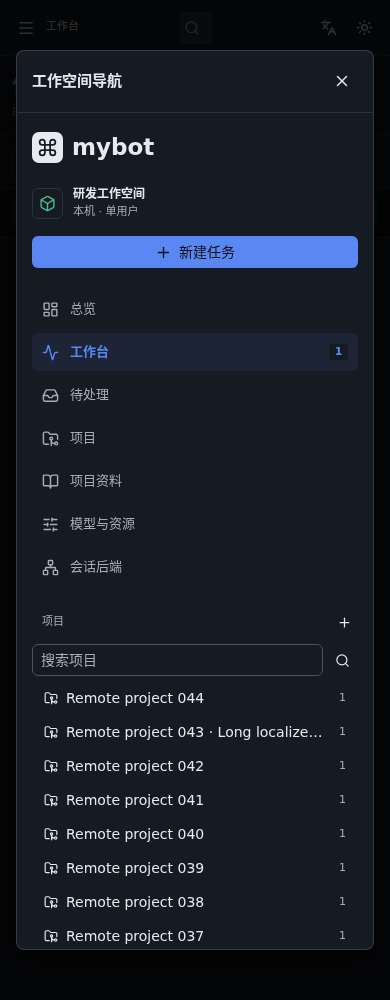 工作台
工作空间导航
mybot
研发工作空间
本机 · 单用户
新建任务
总览
工作台 1
待处理
项目
项目资料
模型与资源
会话后端
项目
搜索项目
Remote project 044 1
Remote project 043 · Long localize… 1
Remote project 042 1
Remote project 041 1
Remote project 040 1
Remote project 039 1
Remote project 038 1
Remote project 037 1